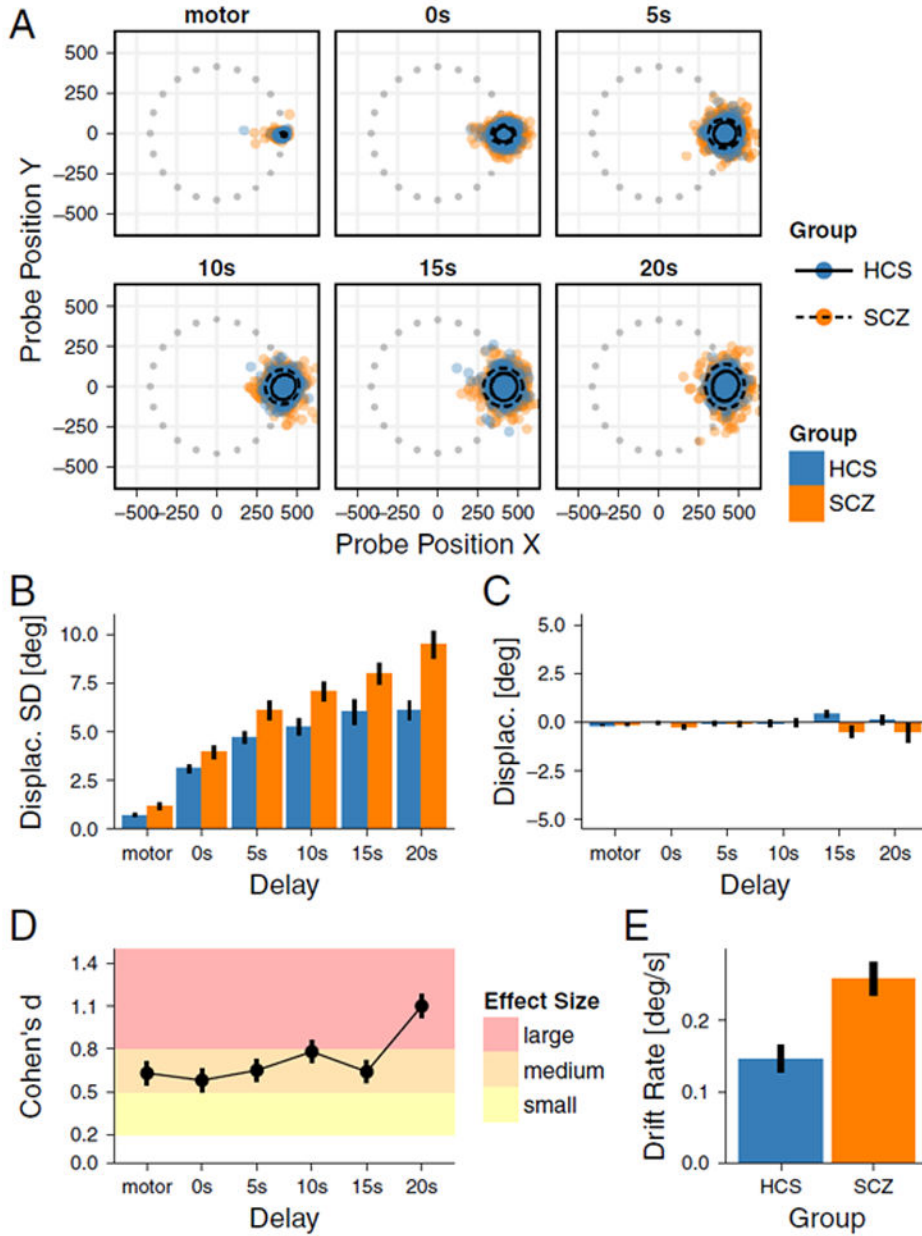 A
motor 0s 5s
500
250
0
−250
−500
10s 15s 20s
500
250
0
−250
−500
Probe Position Y
−500−250 0 250 500 −500−250 0 250 500 −500−250 0 250 500
Probe Position X
Group
HCS
SCZ
Group
HCS
SCZ
B
10.0
7.5
5.0
2.5
0.0
Displac. SD [deg]
motor 0s 5s 10s 15s 20s
Delay
C
5.0
2.5
0.0
−2.5
−5.0
Displac. [deg]
motor 0s 5s 10s 15s 20s
Delay
D
1.4
1.1
0.8
0.5
0.2
0.0
Cohen's d
motor 0s 5s 10s 15s 20s
Delay
Effect Size
large
medium
small
E
0.2
0.1
0.0
Drift Rate [deg/s]
HCS SCZ
Group